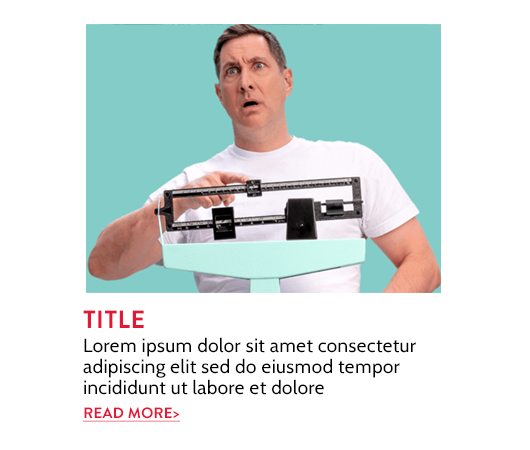 TITLE
Lorem ipsum dolor sit amet consectetur
adipiscing elit sed do eiusmod tempor
incididunt ut labore et dolore
READ MORE>